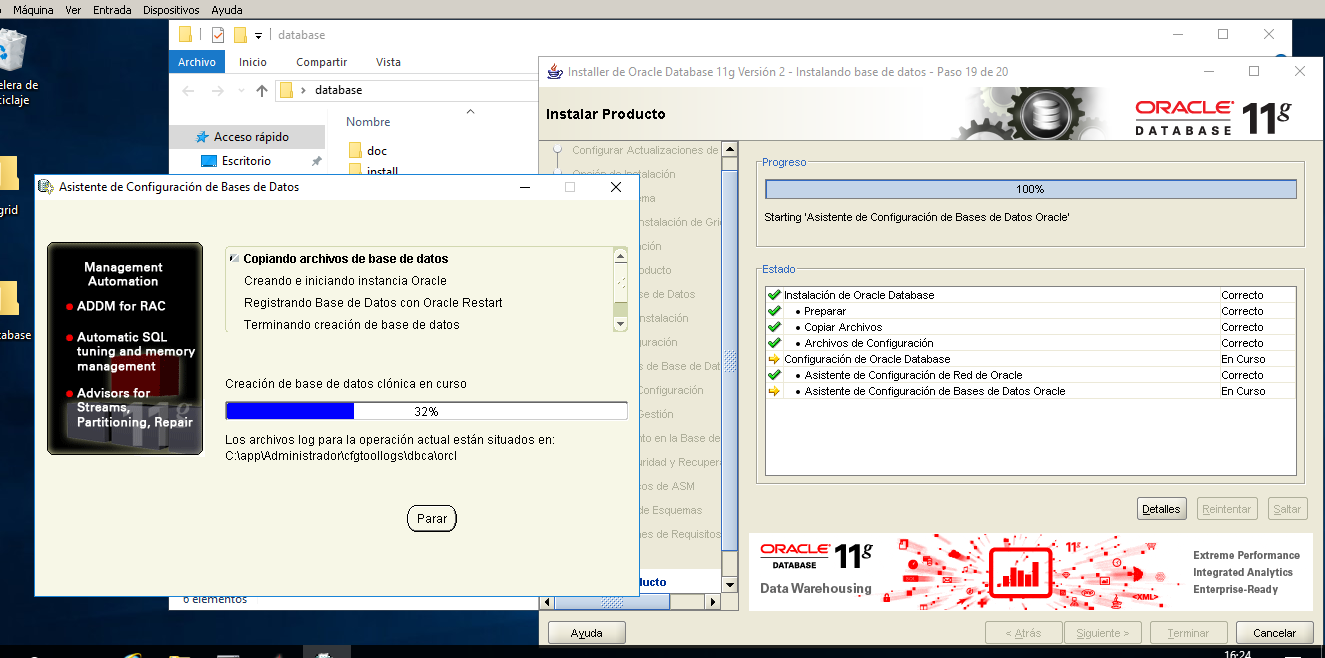 Máquina Ver Entrada Dispositivos Ayuda
database
Archivo Inicio Compartir Vista
database
Nombre
Acceso rápido
Escritorio
doc
install
6 elementos
elera de
ciclaje
grid
tabase
Installer de Oracle Database 11g Versión 2 - Instalando base de datos - Paso 19 de 20
Instalar Producto
ORACLE
DATABASE 11g
Configurar Actualizaciones de
Opción de Instalación
ma
nstalación de Gri
ción
oducto
se de Datos
nstalación
uración
s de Base de Dat
Configuración
Gestión
nto en la Base de
uridad y Recuper
os de ASM
de Esquemas
nes de Requisitos
ucto
Progreso
100%
Starting 'Asistente de Configuración de Bases de Datos Oracle'
Estado
Instalación de Oracle Database Correcto
• Preparar Correcto
• Copiar Archivos Correcto
• Archivos de Configuración Correcto
Configuración de Oracle Database En Curso
• Asistente de Configuración de Red de Oracle Correcto
• Asistente de Configuración de Bases de Datos Oracle En Curso
Detalles Reintentar Saltar
ORACLE 11g
DATABASE
Data Warehousing
11g
<XML>
Extreme Performance
Integrated Analytics
Enterprise-Ready
Ayuda < Atrás Siguiente > Terminar Cancelar
Asistente de Configuración de Bases de Datos
Management
Automation
• ADDM for RAC
• Automatic SQL
tuning and memory
management
• Advisors for
Streams,
Partitioning, Repair
11g
Copiando archivos de base de datos
Creando e iniciando instancia Oracle
Registrando Base de Datos con Oracle Restart
Terminando creación de base de datos
Creación de base de datos clónica en curso
32%
Los archivos log para la operación actual están situados en:
C:\app\Administrador\cfgtoollogs\dbca\orcl
Parar
16:24